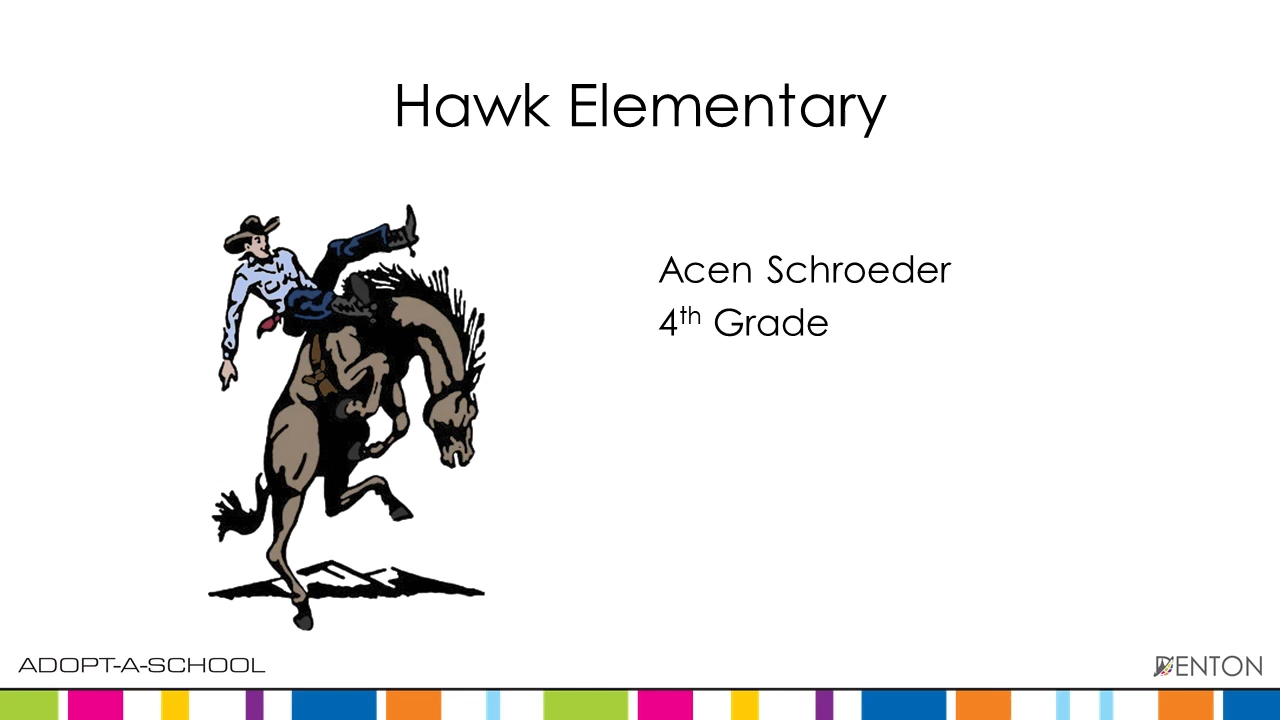 Hawk Elementary
Acen Schroeder
4th Grade
ADOPT-A-SCHOOL
DENTON